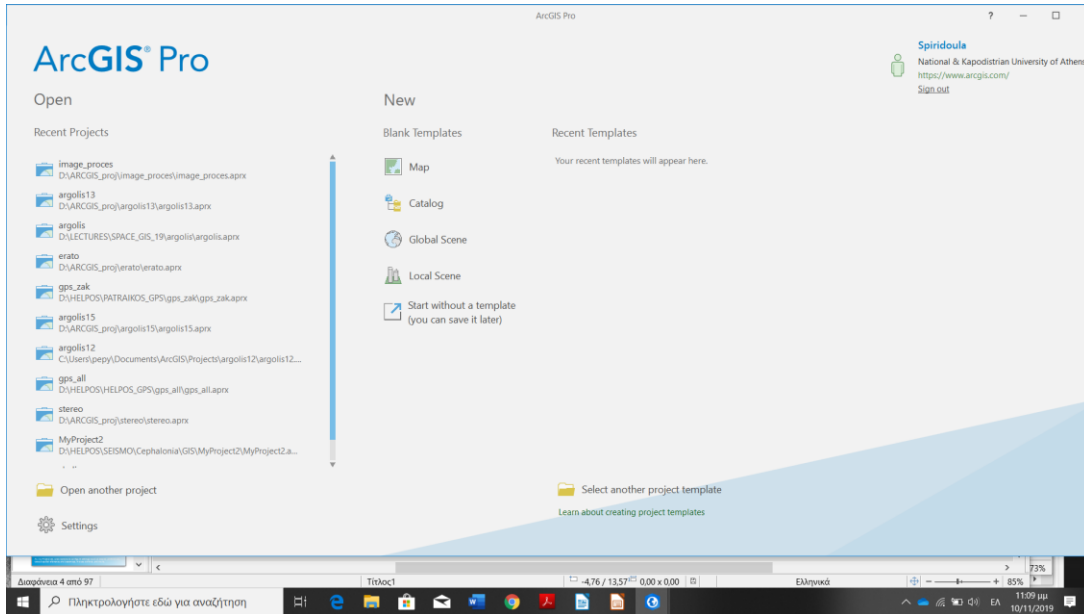 ArcGIS Pro
?
ArcGIS® Pro
Spiridoula
National & Kapodistrian University of Athens
https://www.arcgis.com/
Sign out
Open
Recent Projects
image_proces
D:\ARCGIS_proj\image_proces\image_proces.aprx
argolis13
D:\ARCGIS_proj\argolis13\argolis13.aprx
argolis
D:\LECTURES\SPACE_GIS_19\argolis\argolis.aprx
erato
D:\ARCGIS_proj\erato\erato.aprx
gps_zak
D:\HELPOS\PATRAIKOS_GPS\gps_zak\gps_zak.aprx
argolis15
D:\ARCGIS_proj\argolis15\argolis15.aprx
argolis12
C:\Users\pepy\Documents\ArcGIS\Projects\argolis12\argolis12....
gps_all
D:\HELPOS\HELPOS_GPS\gps_all\gps_all.aprx
stereo
D:\ARCGIS_proj\stereo\stereo.aprx
MyProject2
D:\HELPOS\SEISMO\Cephalonia\GIS\MyProject2\MyProject2.a...
Open another project
Settings
New
Blank Templates
Map
Catalog
Global Scene
Local Scene
Start without a template
(you can save it later)
Recent Templates
Your recent templates will appear here.
Select another project template
Learn about creating project templates
73%
Διαφάνεια 4 από 97
Τίτλος1
-4,76 / 13,57
0,00 x 0,00
Ελληνικά
85%
Πληκτρολογήστε εδώ για αναζήτηση
ΕΛ
11:09 μμ
10/11/2019